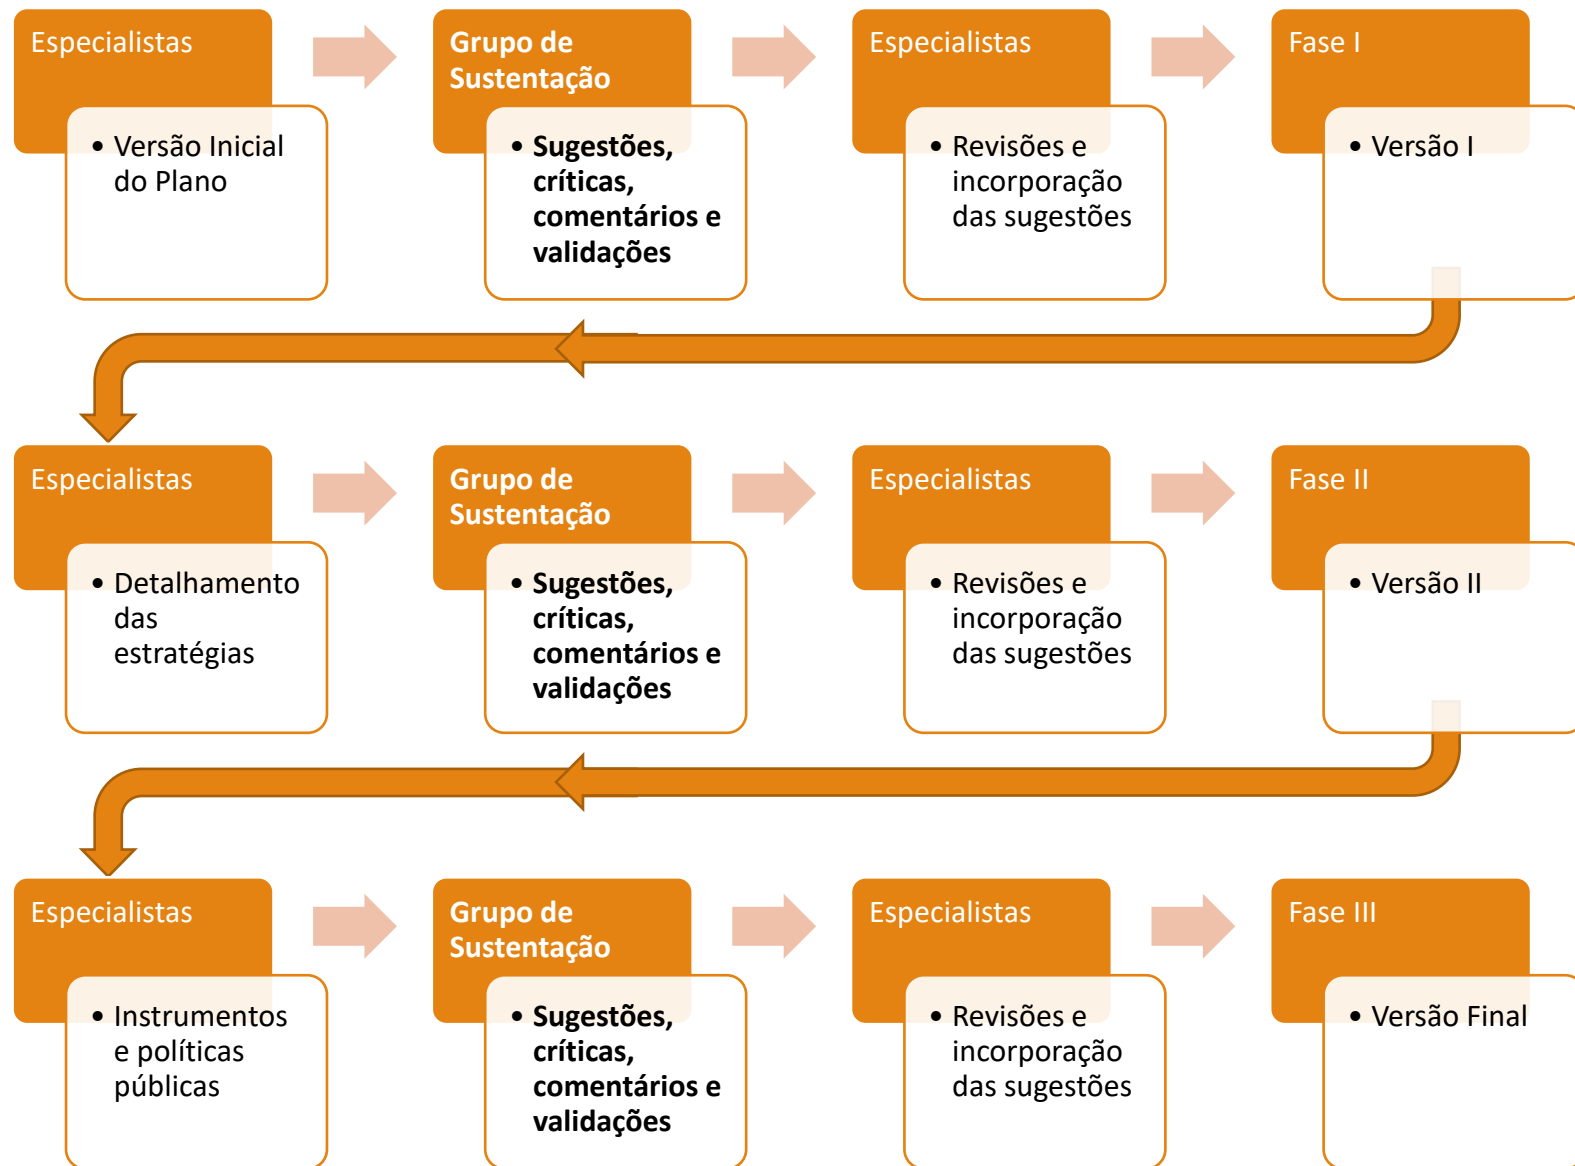 Especialistas
• Versão Inicial
do Plano
Grupo de
Sustentação
• Sugestões,
críticas,
comentários e
validações
Especialistas
• Revisões e
incorporação
das sugestões
Fase I
• Versão I
Especialistas
• Detalhamento
das
estratégias
Grupo de
Sustentação
• Sugestões,
críticas,
comentários e
validações
Especialistas
• Revisões e
incorporação
das sugestões
Fase II
• Versão II
Especialistas
• Instrumentos
e políticas
públicas
Grupo de
Sustentação
• Sugestões,
críticas,
comentários e
validações
Especialistas
• Revisões e
incorporação
das sugestões
Fase III
• Versão Final